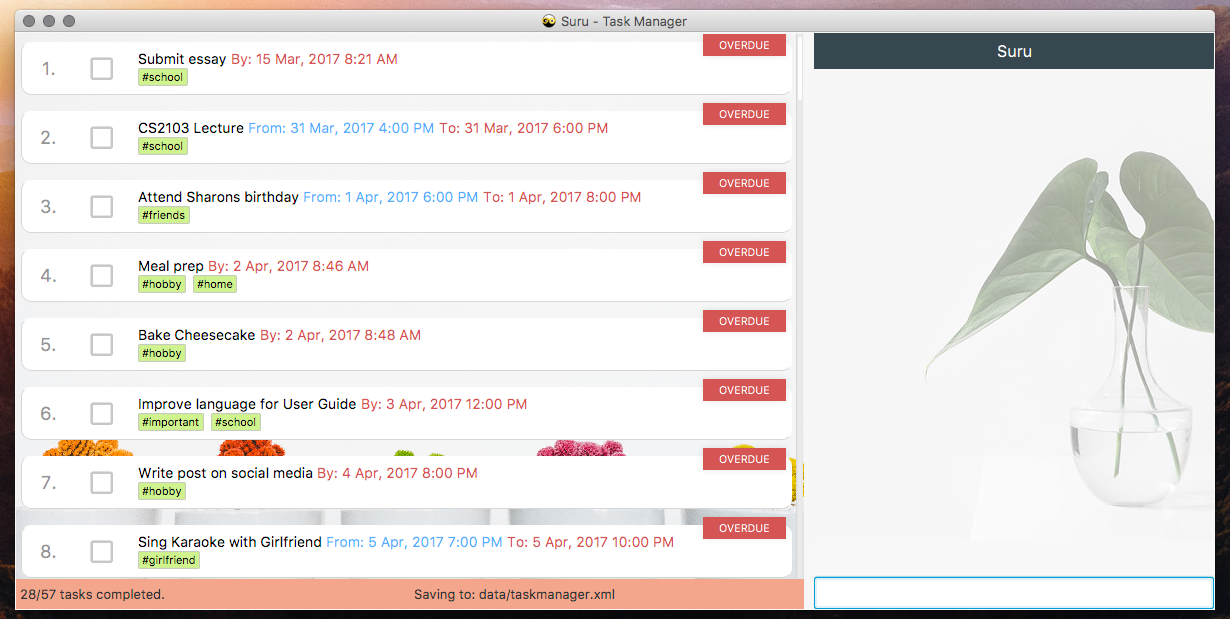 Suru - Task Manager
OVERDUE
1. Submit essay By: 15 Mar, 2017 8:21 AM
#school
OVERDUE
2. CS2103 Lecture From: 31 Mar, 2017 4:00 PM To: 31 Mar, 2017 6:00 PM
#school
OVERDUE
3. Attend Sharons birthday From: 1 Apr, 2017 6:00 PM To: 1 Apr, 2017 8:00 PM
#friends
OVERDUE
4. Meal prep By: 2 Apr, 2017 8:46 AM
#hobby #home
OVERDUE
5. Bake Cheesecake By: 2 Apr, 2017 8:48 AM
#hobby
OVERDUE
6. Improve language for User Guide By: 3 Apr, 2017 12:00 PM
#important #school
OVERDUE
7. Write post on social media By: 4 Apr, 2017 8:00 PM
#hobby
OVERDUE
8. Sing Karaoke with Girlfriend From: 5 Apr, 2017 7:00 PM To: 5 Apr, 2017 10:00 PM
#girlfriend
28/57 tasks completed. Saving to: data/taskmanager.xml
Suru